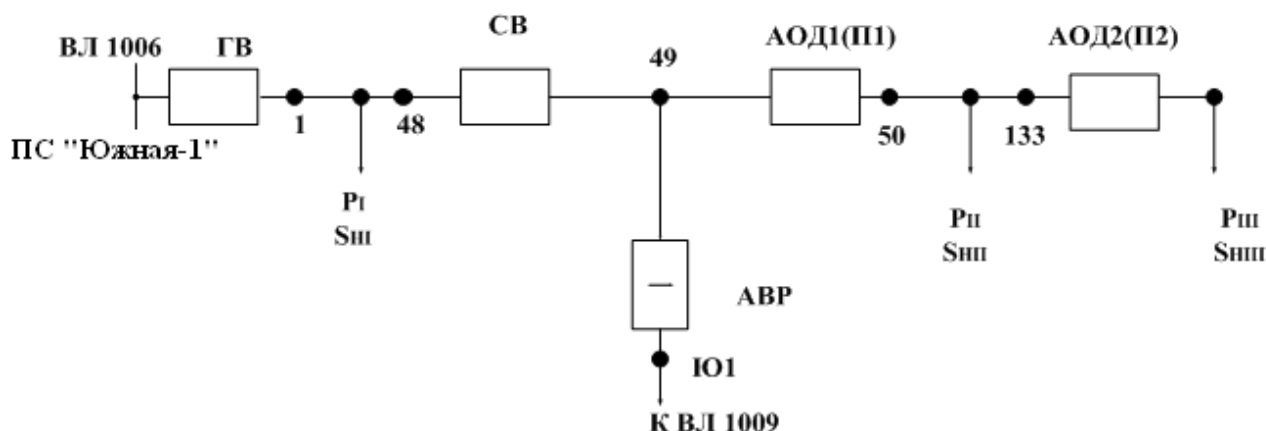 ВЛ 1006
ГВ
СВ
49
АОД1(П1)
АОД2(П2)
1
48
50
133
ПС "Южная-1"
PI
SHI
PII
SHII
PIII
SHIII
АВР
Ю1
К ВЛ 1009